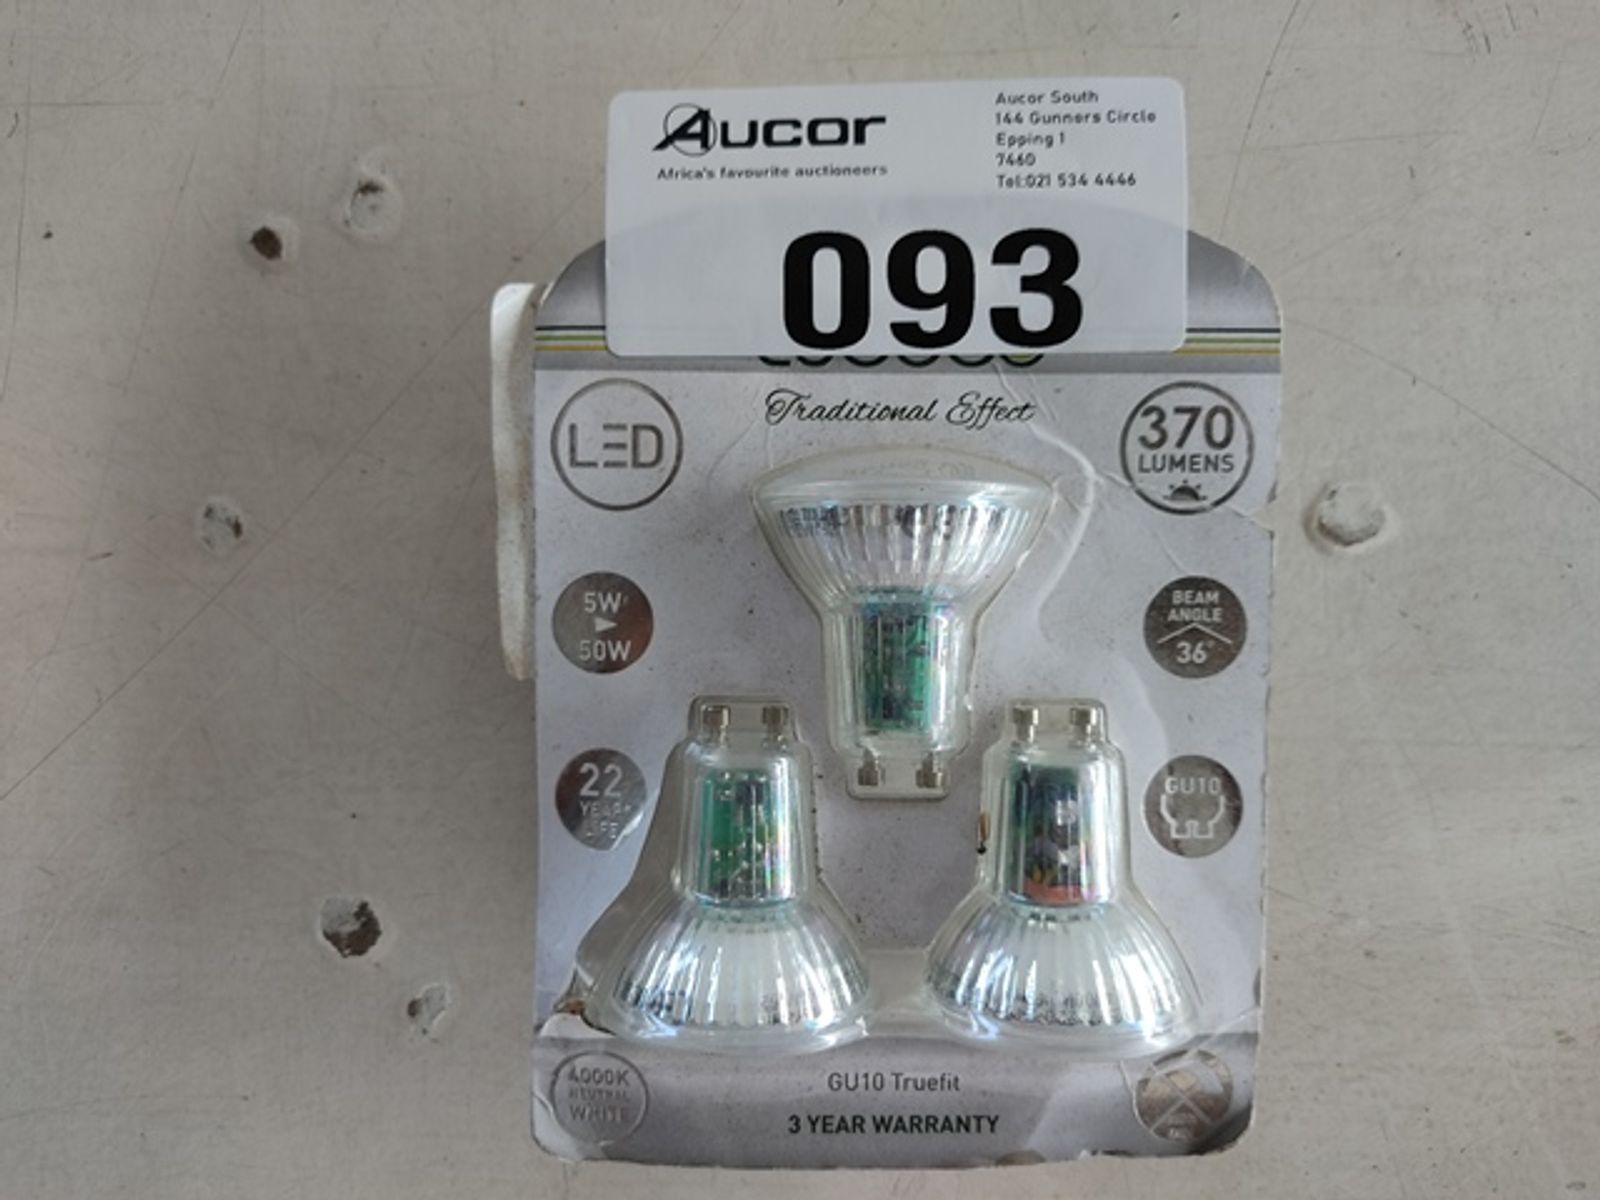 Aucor
Africa's favourite auctioneers
Aucor South
144 Gunners Circle
Epping 1
7460
Tel:021 534 4446
093
Traditional Effect
LED
370
LUMENS
5W
50W
BEAM
ANGLE
36°
22
YEAR
LIFE
GU10
4000K
NEUTRAL
WHITE
GU10 Truefit
3 YEAR WARRANTY